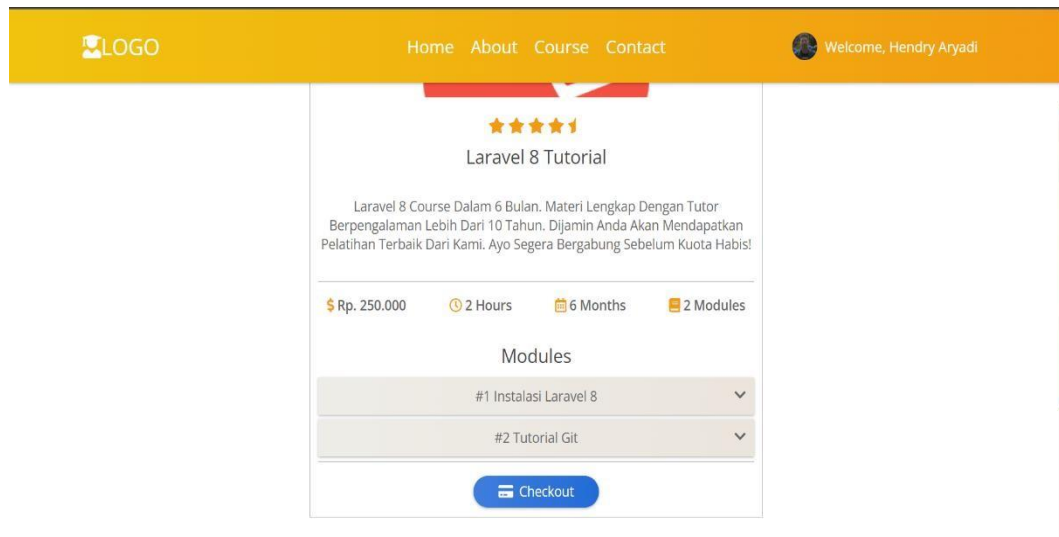 LOGO
Home About Course Contact
Welcome, Hendry Aryadi
Laravel 8 Tutorial
Laravel 8 Course Dalam 6 Bulan. Materi Lengkap Dengan Tutor
Berpengalaman Lebih Dari 10 Tahun. Dijamin Anda Akan Mendapatkan
Pelatihan Terbaik Dari Kami. Ayo Segera Bergabung Sebelum Kuota Habis!
$ Rp. 250.000 2 Hours 6 Months 2 Modules
Modules
#1 Instalasi Laravel 8
#2 Tutorial Git
Checkout